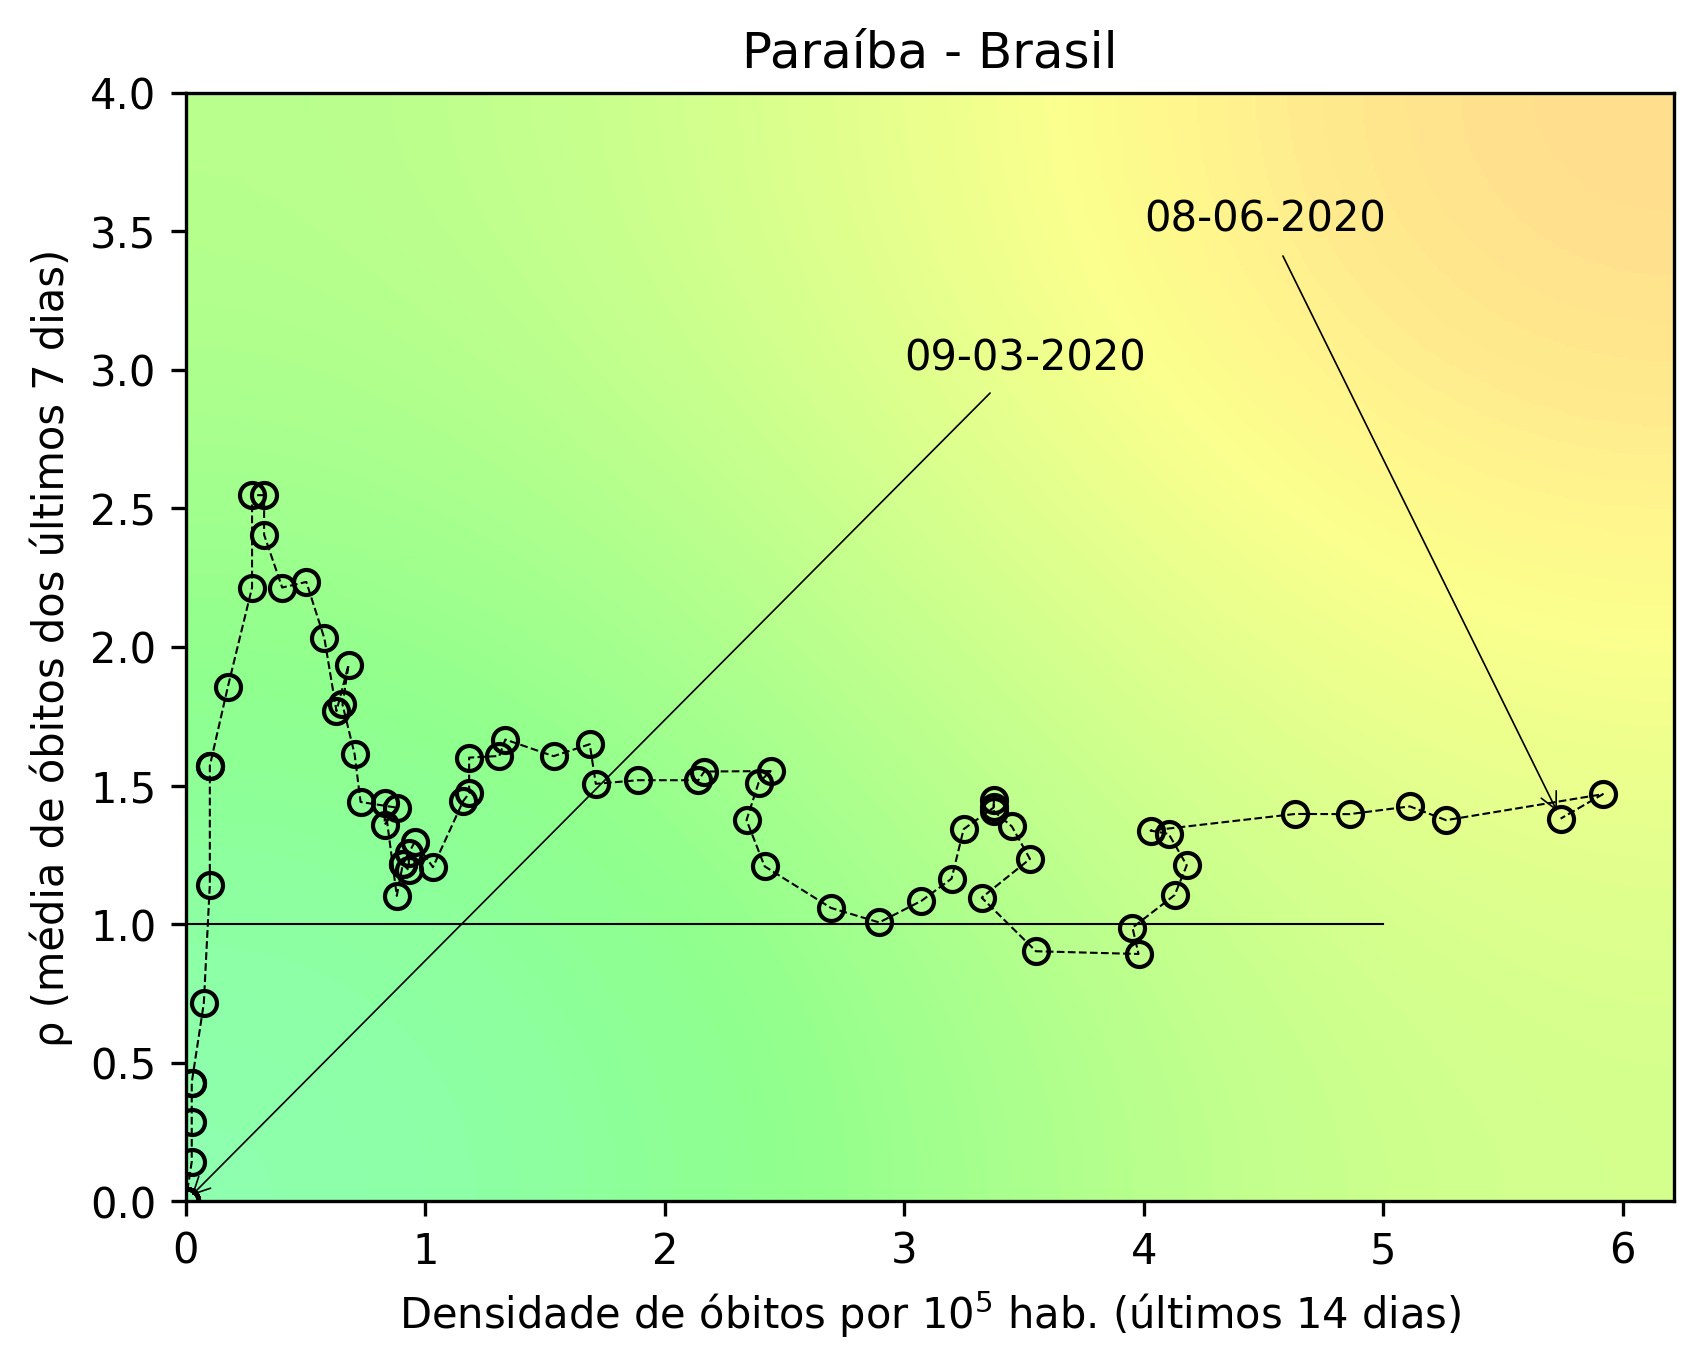 Paraíba - Brasil
4.0
3.5
3.0
2.5
2.0
1.5
1.0
0.5
0.0
ρ (média de óbitos dos últimos 7 dias)
08-06-2020
09-03-2020
0 1 2 3 4 5 6
Densidade de óbitos por 10⁵ hab. (últimos 14 dias)